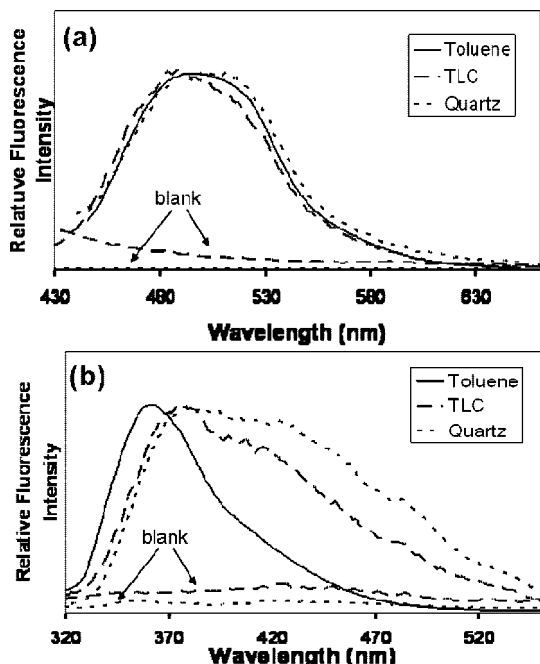 (a)
Toluene
TLC
Quartz
Relatuve Fluorescence
Intensity
blank
430 480 530 580 630
Wavelength (nm)
(b)
Toluene
TLC
Quartz
Relative Fluorescence
Intensity
blank
320 370 420 470 520
Wavelength (nm)